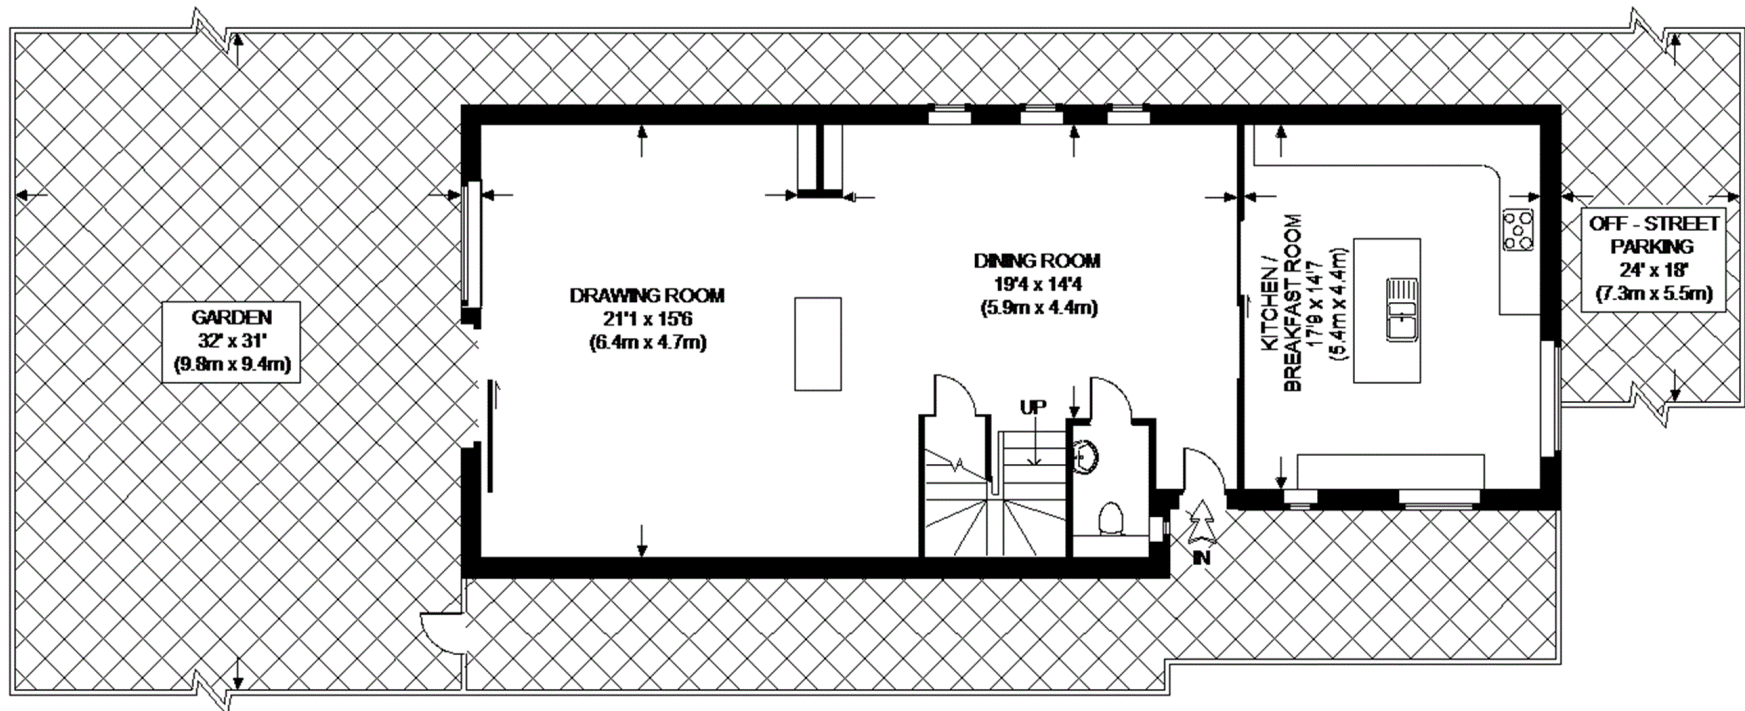 GARDEN
32' x 31'
(9.8m x 9.4m)
DRAWING ROOM
21'1 x 15'6
(6.4m x 4.7m)
DINING ROOM
19'4 x 14'4
(5.9m x 4.4m)
UP
IN
KITCHEN /
BREAKFAST ROOM
17'9 x 14'7
(5.4m x 4.4m)
OFF - STREET
PARKING
24' x 18'
(7.3m x 5.5m)